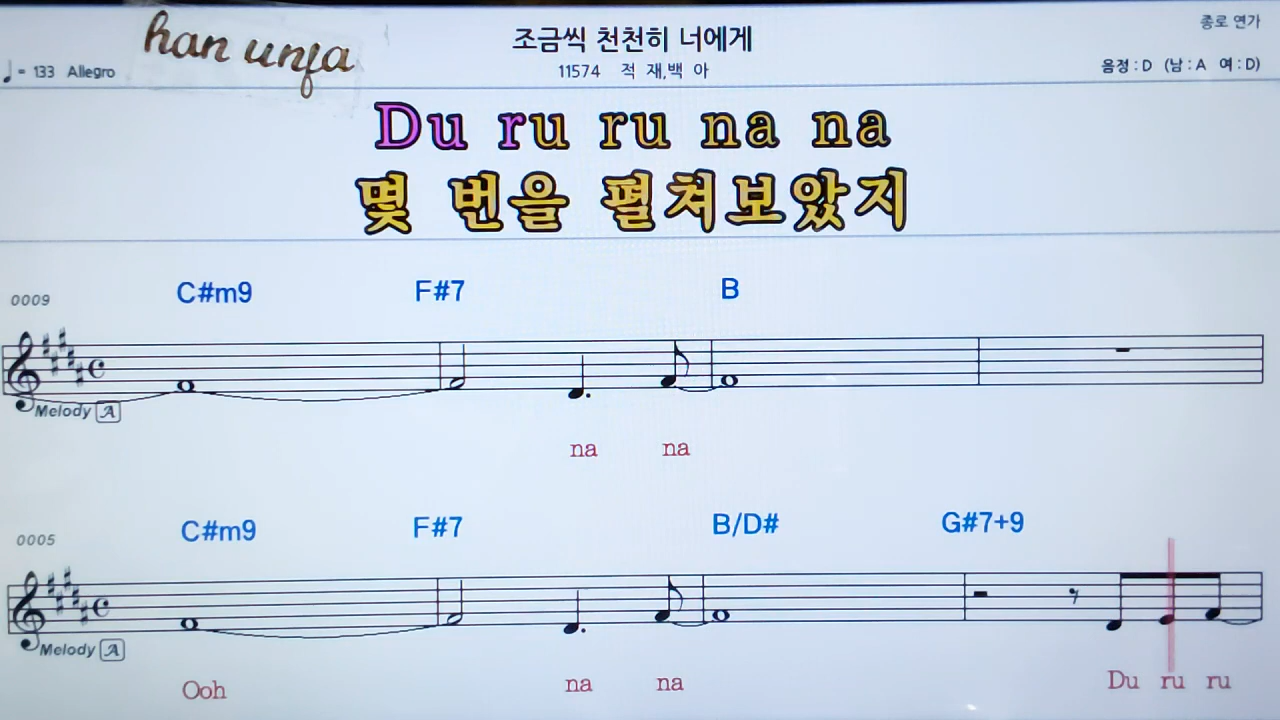 han unja
조금씩 천천히 너에게
종로 연가
♩= 133 Allegro
11574 적 재,백 아
음정 : D (남 : A 여 : D)
Du ru ru na na
몇 번을 펼쳐보았지
0009 C#m9 F#7 B
Melody A
na na
0005 C#m9 F#7 B/D# G#7+9
Melody A
Ooh na na Du ru ru